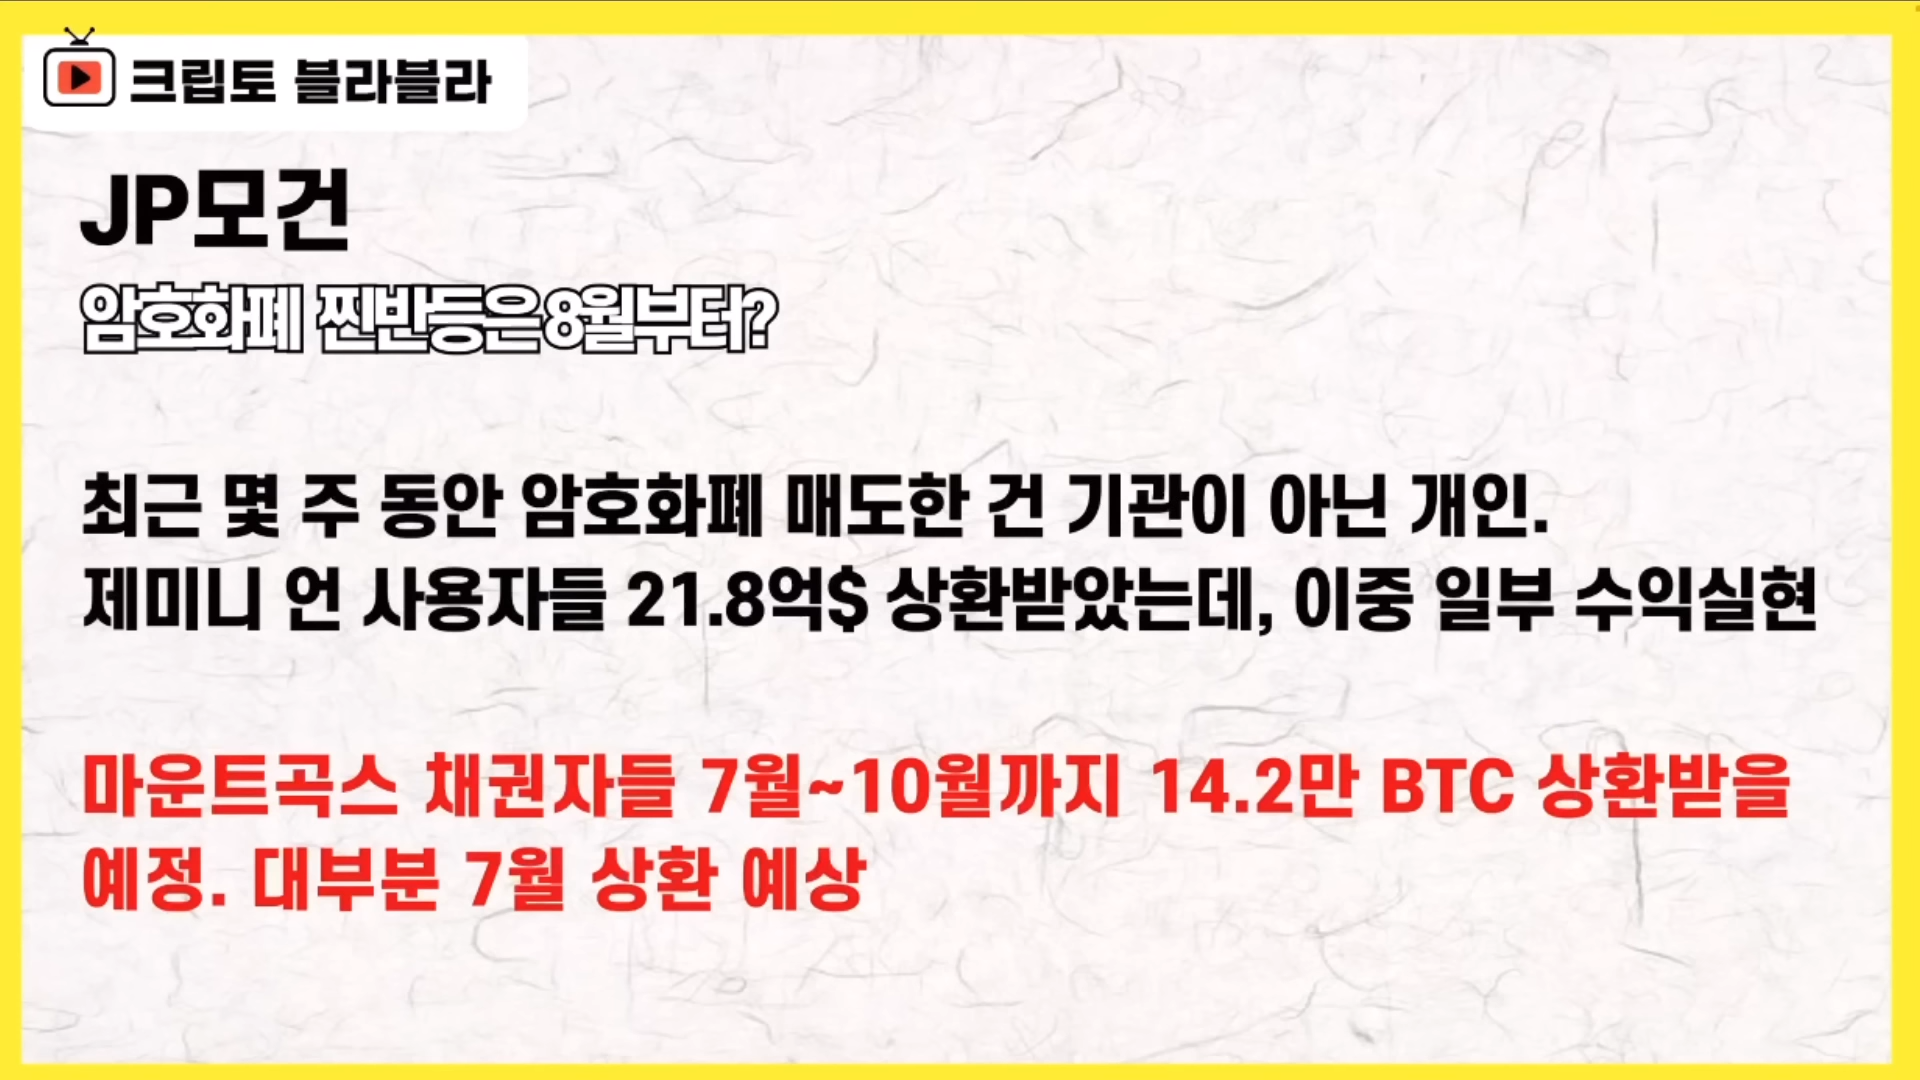 크립토 블라블라
JP모건
암호화폐 찐반등은 8월부터?
최근 몇 주 동안 암호화폐 매도한 건 기관이 아닌 개인.
제미니 언 사용자들 21.8억$ 상환받았는데, 이중 일부 수익실현
마운트곡스 채권자들 7월~10월까지 14.2만 BTC 상환받을
예정. 대부분 7월 상환 예상